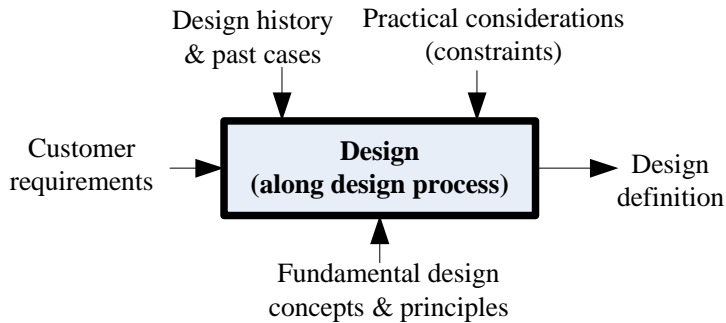 Design history
& past cases
Practical considerations
(constraints)
Customer
requirements
Design
(along design process)
Design
definition
Fundamental design
concepts & principles